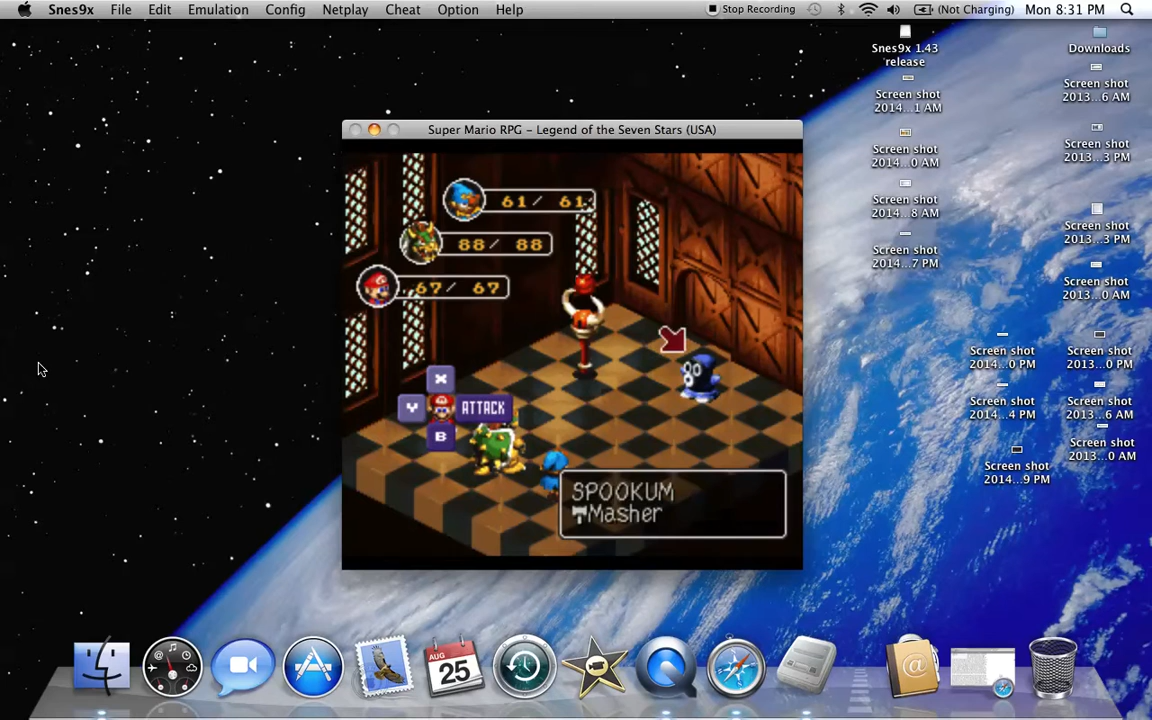 Snes9x File Edit Emulation Config Netplay Cheat Option Help Stop Recording (Not Charging) Mon 8:31 PM
Snes9x 1.43
release
Downloads
Screen shot
2014...1 AM
Screen shot
2013...6 AM
Screen shot
2014...0 AM
Screen shot
2013...3 PM
Screen shot
2014...8 AM
Screen shot
2013...3 PM
Screen shot
2014...7 PM
Screen shot
2013...0 AM
Screen shot
2014...0 PM
Screen shot
2013...0 PM
Screen shot
2014...4 PM
Screen shot
2013...6 AM
Screen shot
2013...0 AM
Screen shot
2014...9 PM
Super Mario RPG – Legend of the Seven Stars (USA)
61/ 61
88/ 88
67/ 67
X
Y ATTACK
B
SPOOKUM
Masher
AUG
25